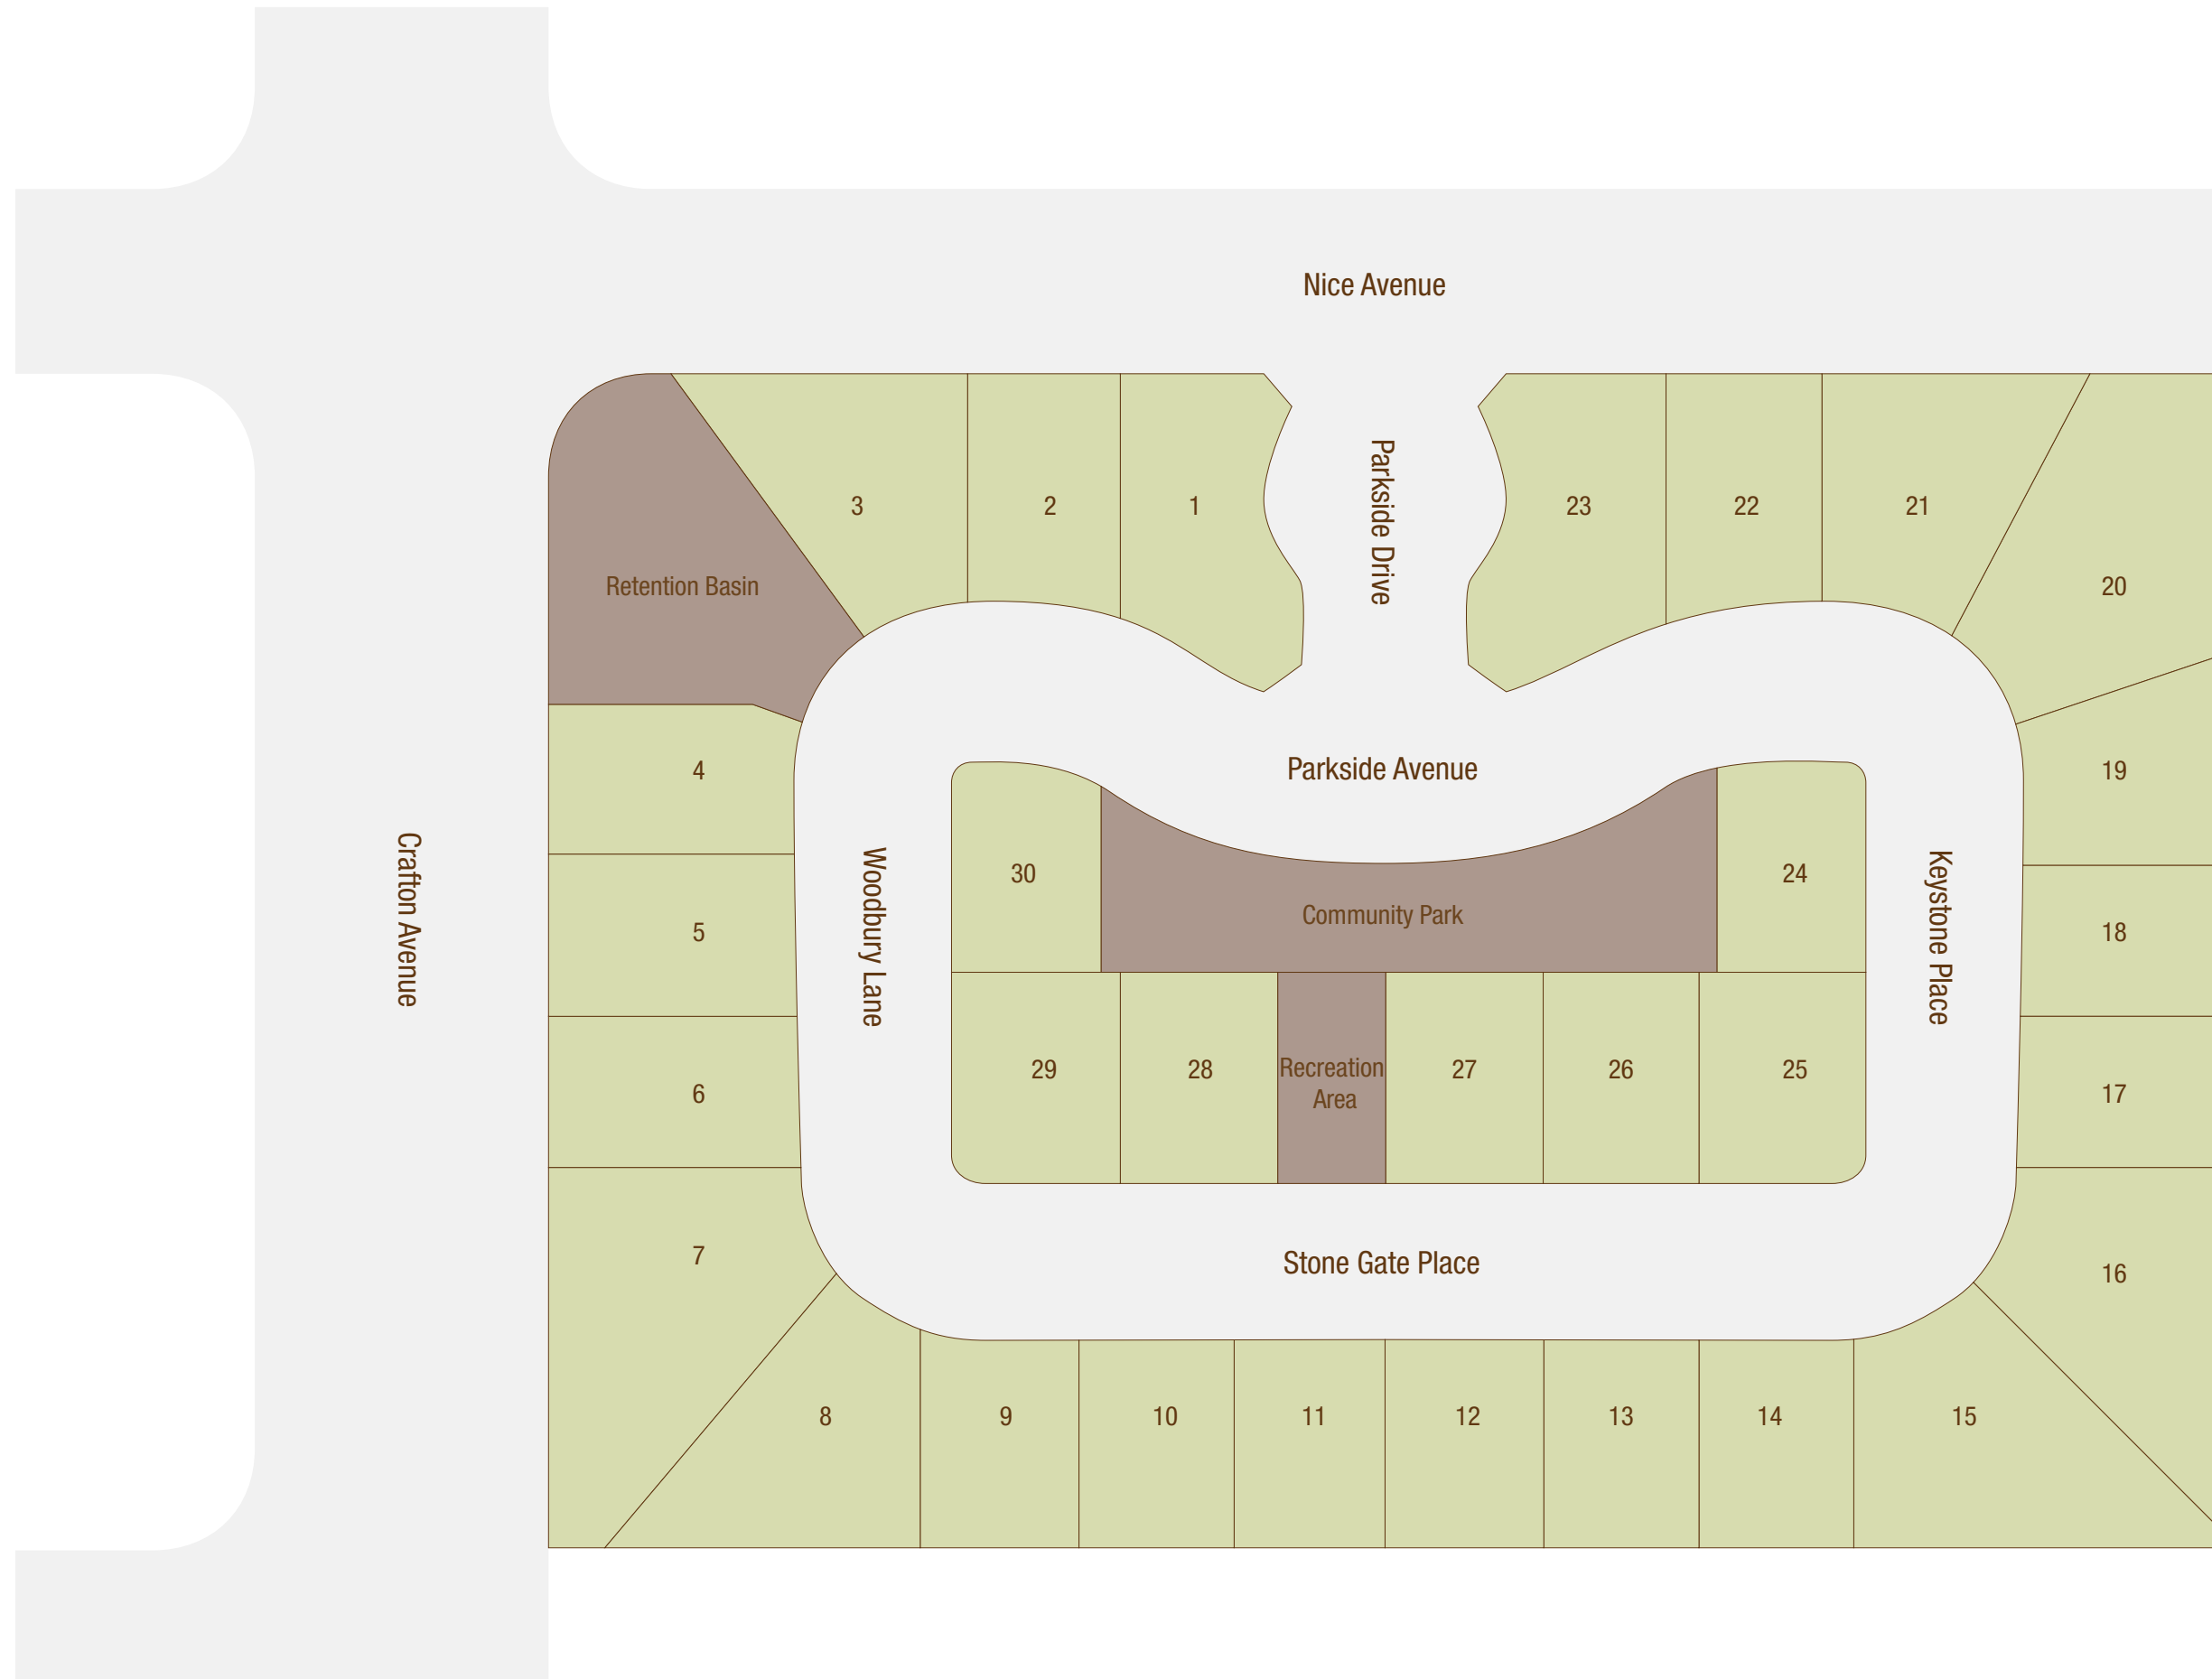 Nice Avenue
Parkside Drive
3
2
1
23
22
21
20
Retention Basin
4
Parkside Avenue
19
Crafton Avenue
Woodbury Lane
30
24
Keystone Place
Community Park
5
18
29
28
Recreation
Area
27
26
25
6
17
7
Stone Gate Place
16
8
9
10
11
12
13
14
15